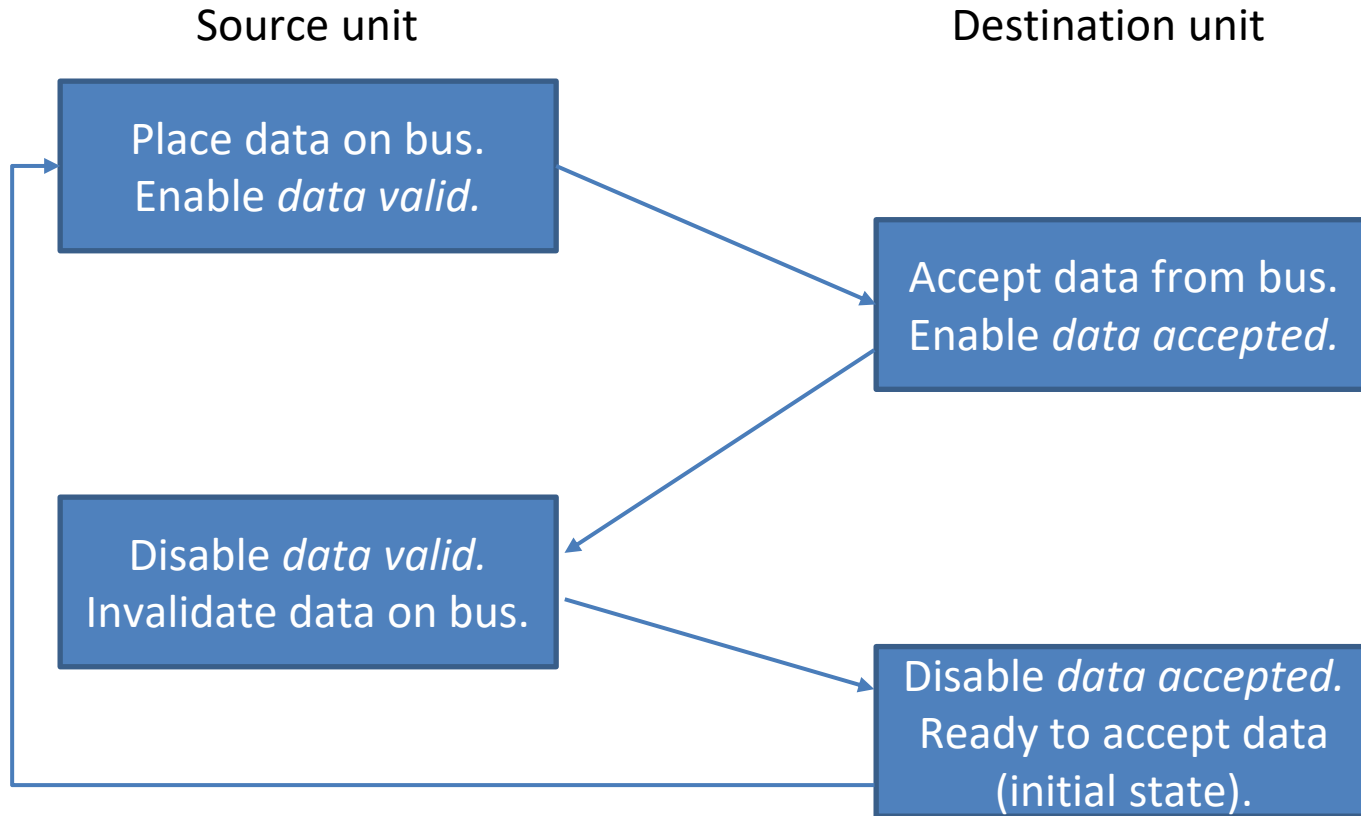 Source unit
Destination unit
Place data on bus.
Enable data valid.
Accept data from bus.
Enable data accepted.
Disable data valid.
Invalidate data on bus.
Disable data accepted.
Ready to accept data
(initial state).